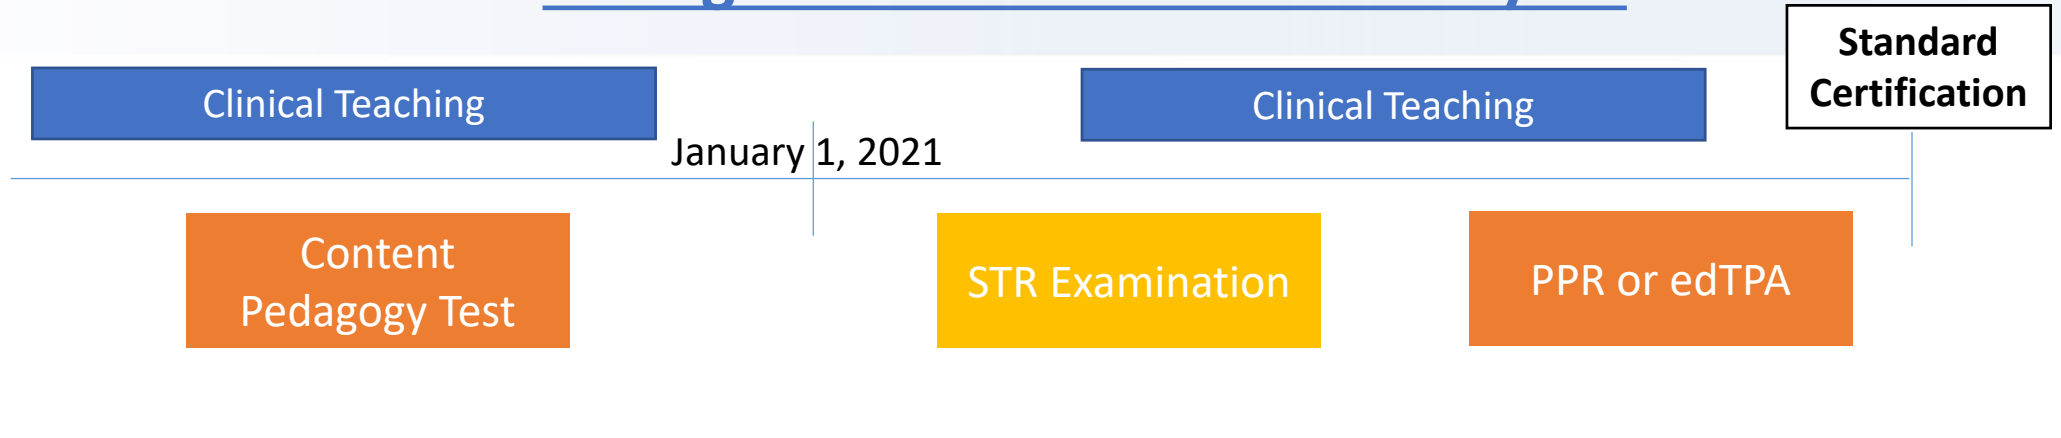 Standard
Certification
Clinical Teaching
Clinical Teaching
January 1, 2021
Content
Pedagogy Test
STR Examination
PPR or edTPA